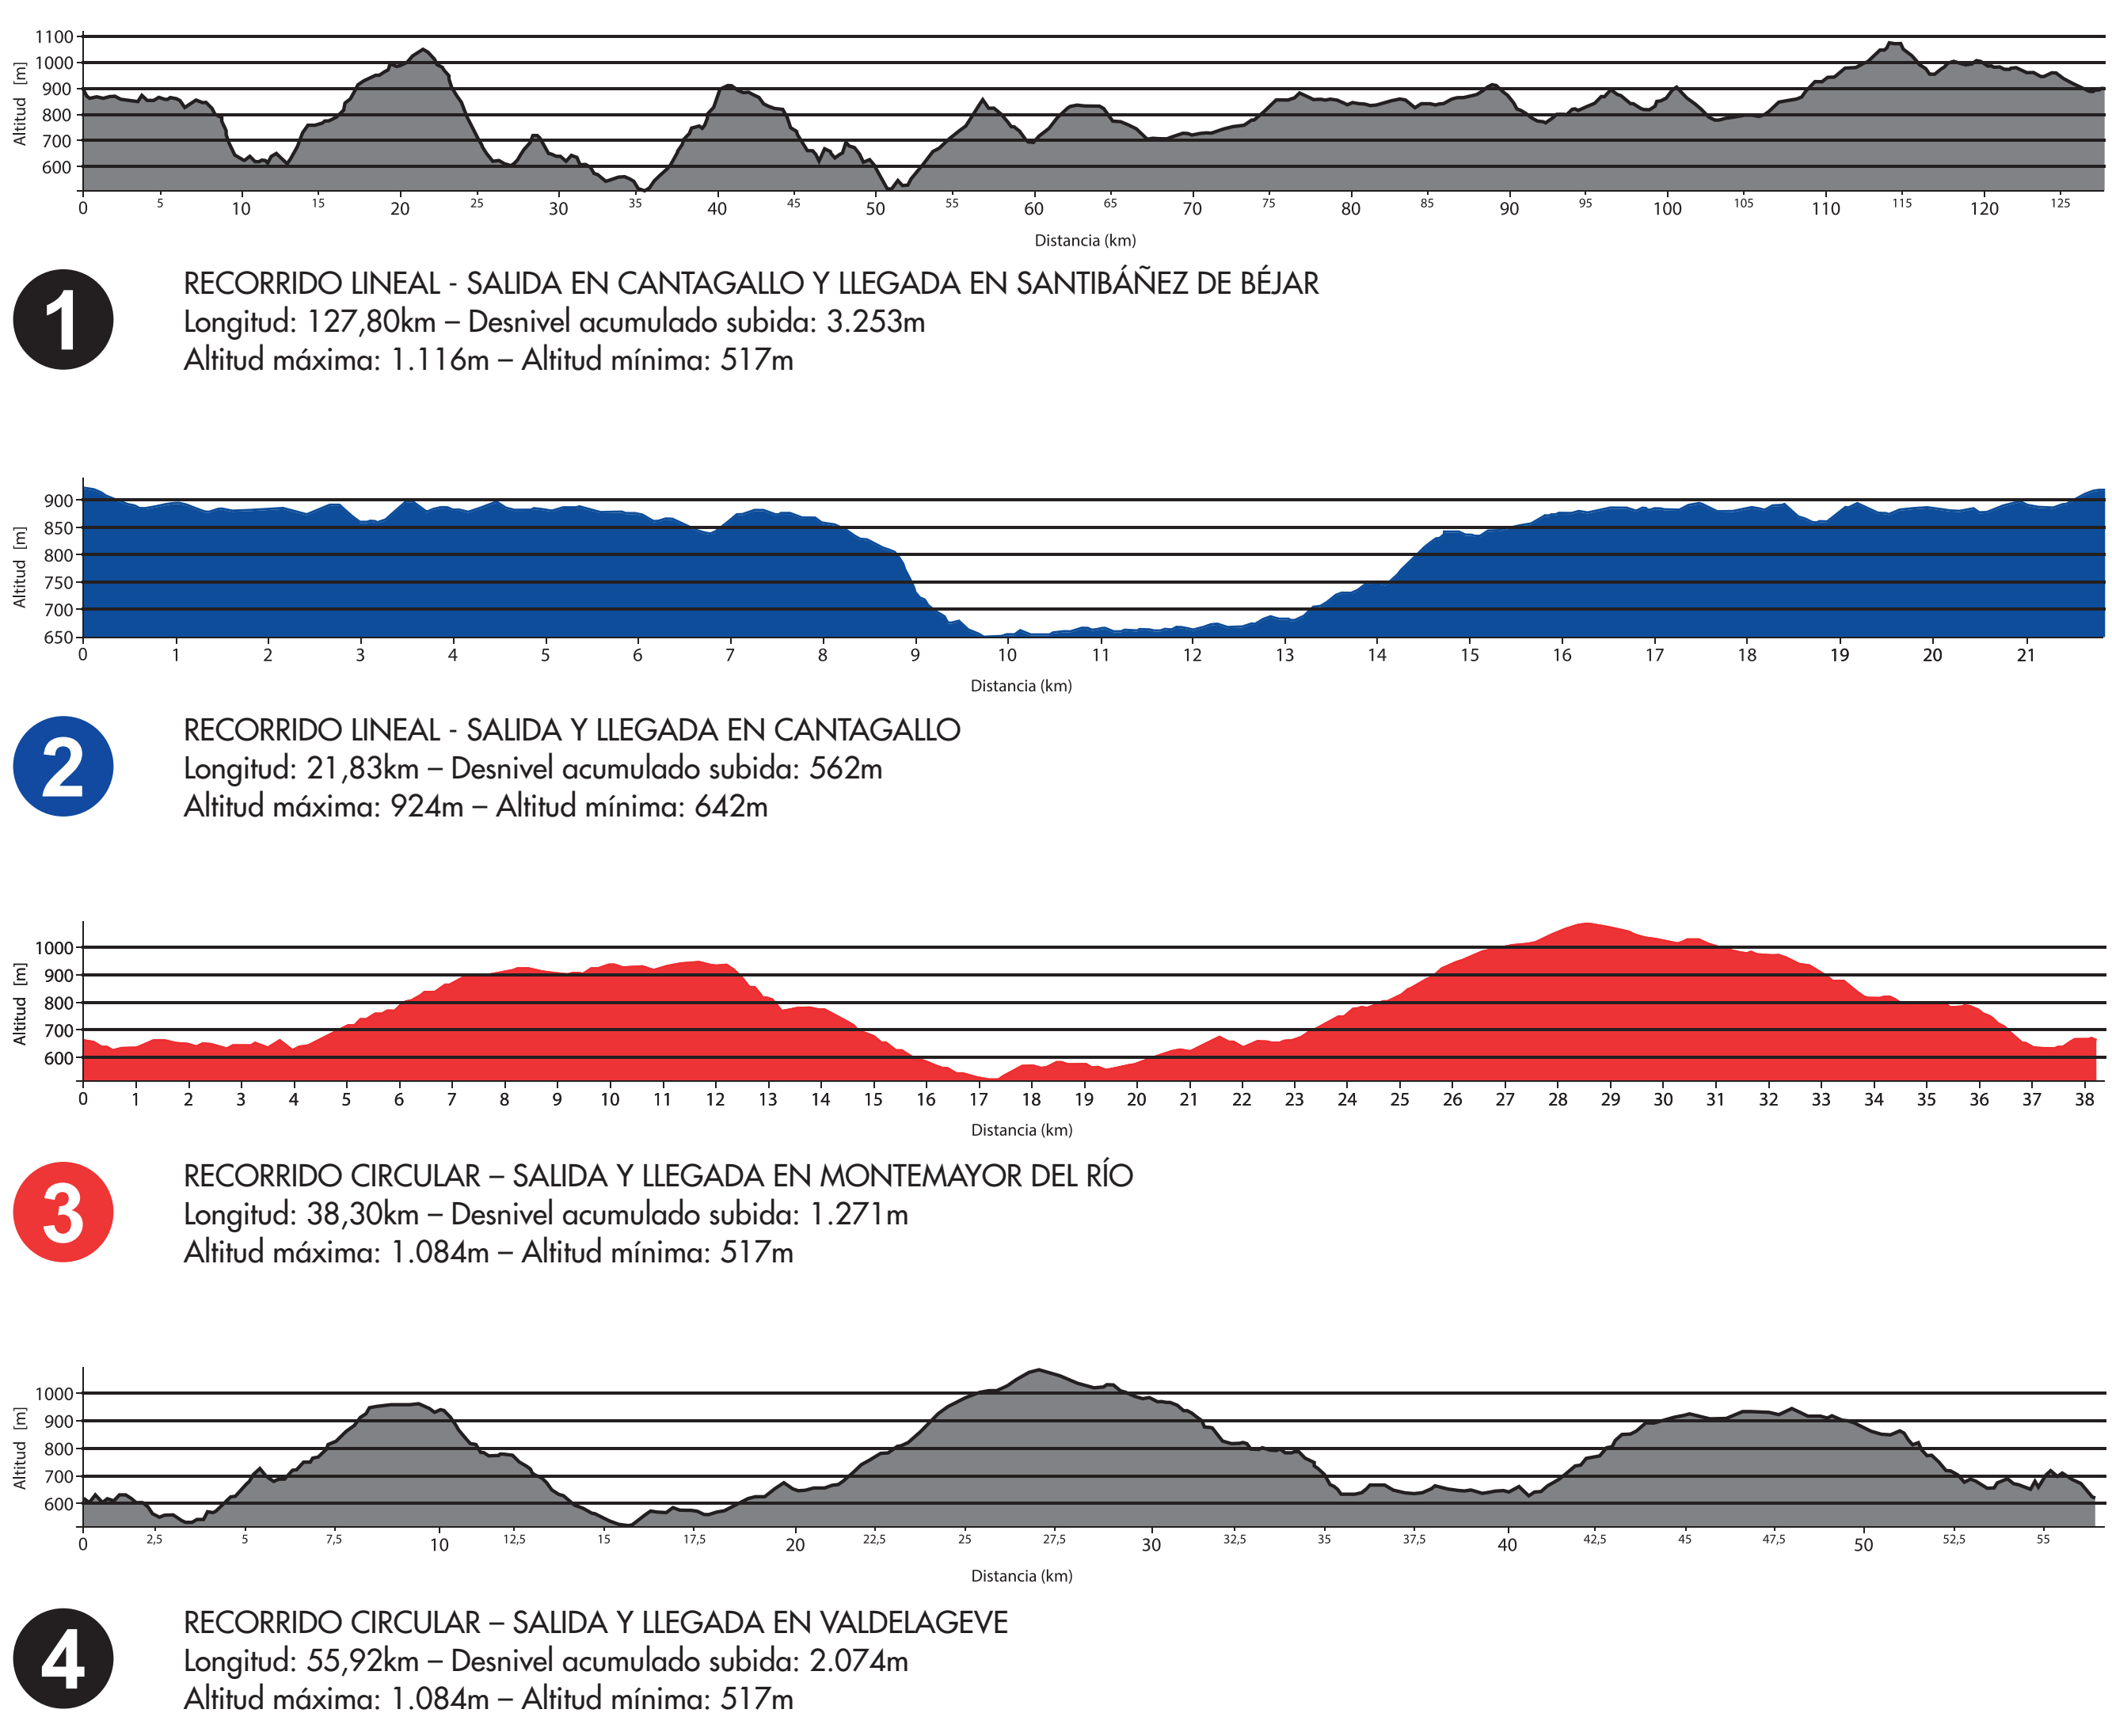 Altitud [m]
1100
1000
900
800
700
600
0 5 10 15 20 25 30 35 40 45 50 55 60 65 70 75 80 85 90 95 100 105 110 115 120 125
Distancia (km)
1
RECORRIDO LINEAL - SALIDA EN CANTAGALLO Y LLEGADA EN SANTIBÁÑEZ DE BÉJAR
Longitud: 127,80km – Desnivel acumulado subida: 3.253m
Altitud máxima: 1.116m – Altitud mínima: 517m
Altitud [m]
900
850
800
750
700
650
0 1 2 3 4 5 6 7 8 9 10 11 12 13 14 15 16 17 18 19 20 21
Distancia (km)
2
RECORRIDO LINEAL - SALIDA Y LLEGADA EN CANTAGALLO
Longitud: 21,83km – Desnivel acumulado subida: 562m
Altitud máxima: 924m – Altitud mínima: 642m
Altitud [m]
1000
900
800
700
600
0 1 2 3 4 5 6 7 8 9 10 11 12 13 14 15 16 17 18 19 20 21 22 23 24 25 26 27 28 29 30 31 32 33 34 35 36 37 38
Distancia (km)
3
RECORRIDO CIRCULAR – SALIDA Y LLEGADA EN MONTEMAYOR DEL RÍO
Longitud: 38,30km – Desnivel acumulado subida: 1.271m
Altitud máxima: 1.084m – Altitud mínima: 517m
Altitud [m]
1000
900
800
700
600
0 2,5 5 7,5 10 12,5 15 17,5 20 22,5 25 27,5 30 32,5 35 37,5 40 42,5 45 47,5 50 52,5 55
Distancia (km)
4
RECORRIDO CIRCULAR – SALIDA Y LLEGADA EN VALDELAGEVE
Longitud: 55,92km – Desnivel acumulado subida: 2.074m
Altitud máxima: 1.084m – Altitud mínima: 517m